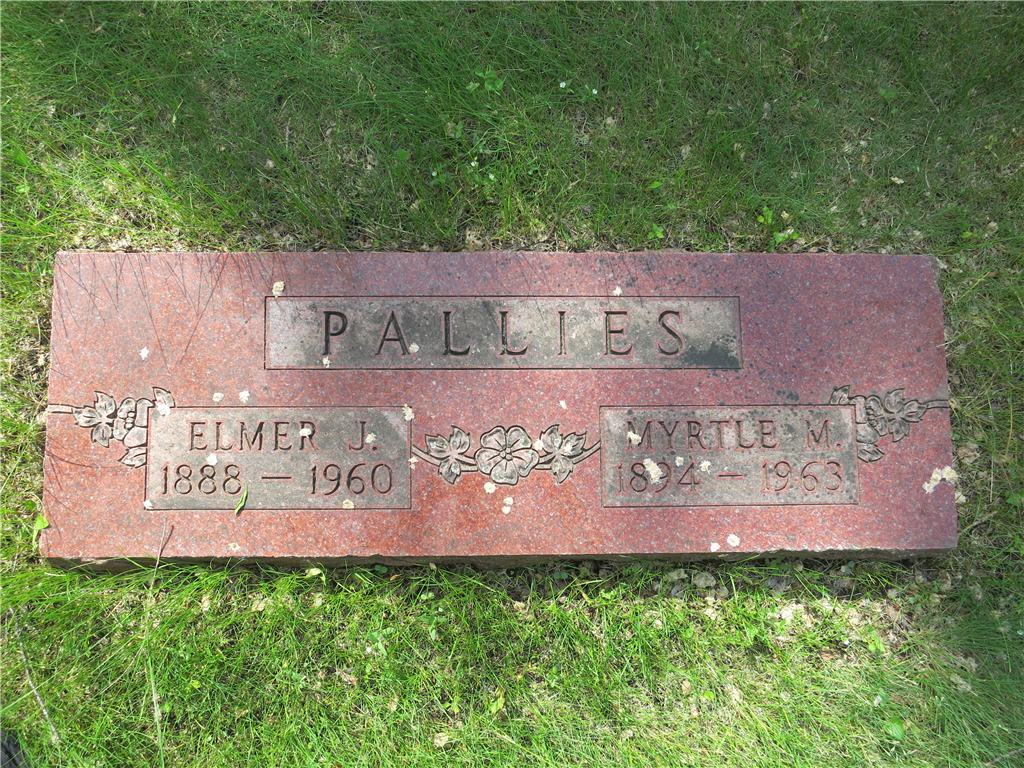 PALLIES
ELMER J.
1888 — 1960
MYRTLE M.
1894 — 1963